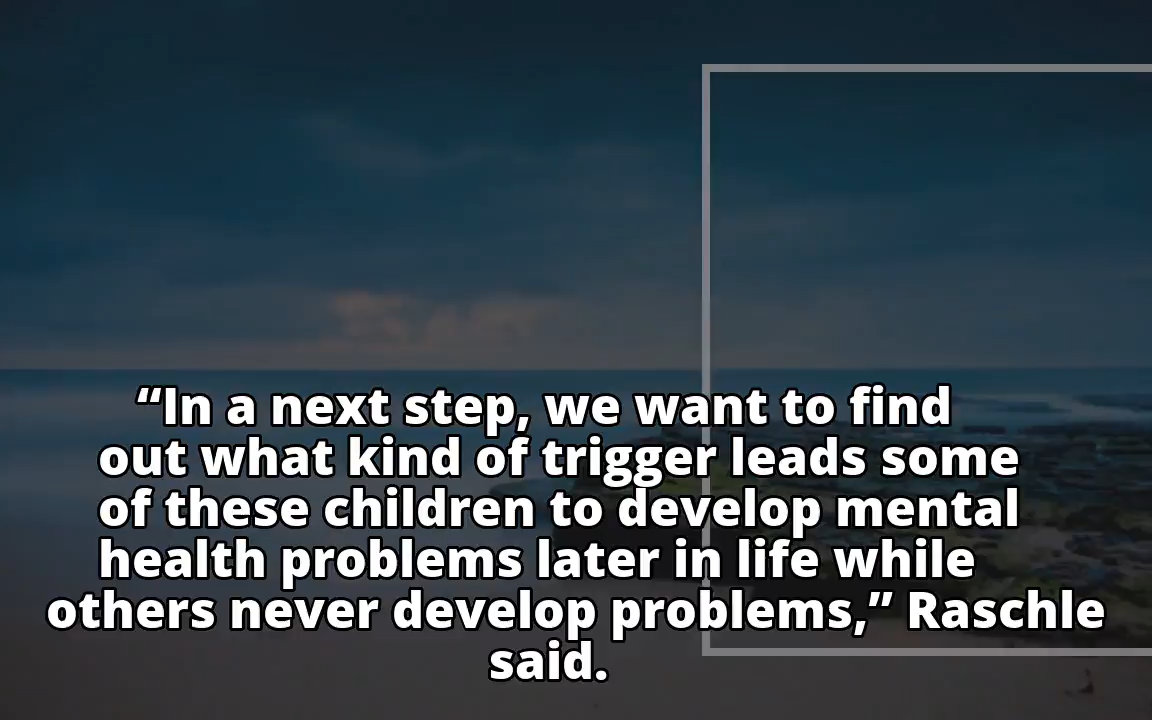 “In a next step, we want to find
out what kind of trigger leads some
of these children to develop mental
health problems later in life while
others never develop problems,” Raschle
said.